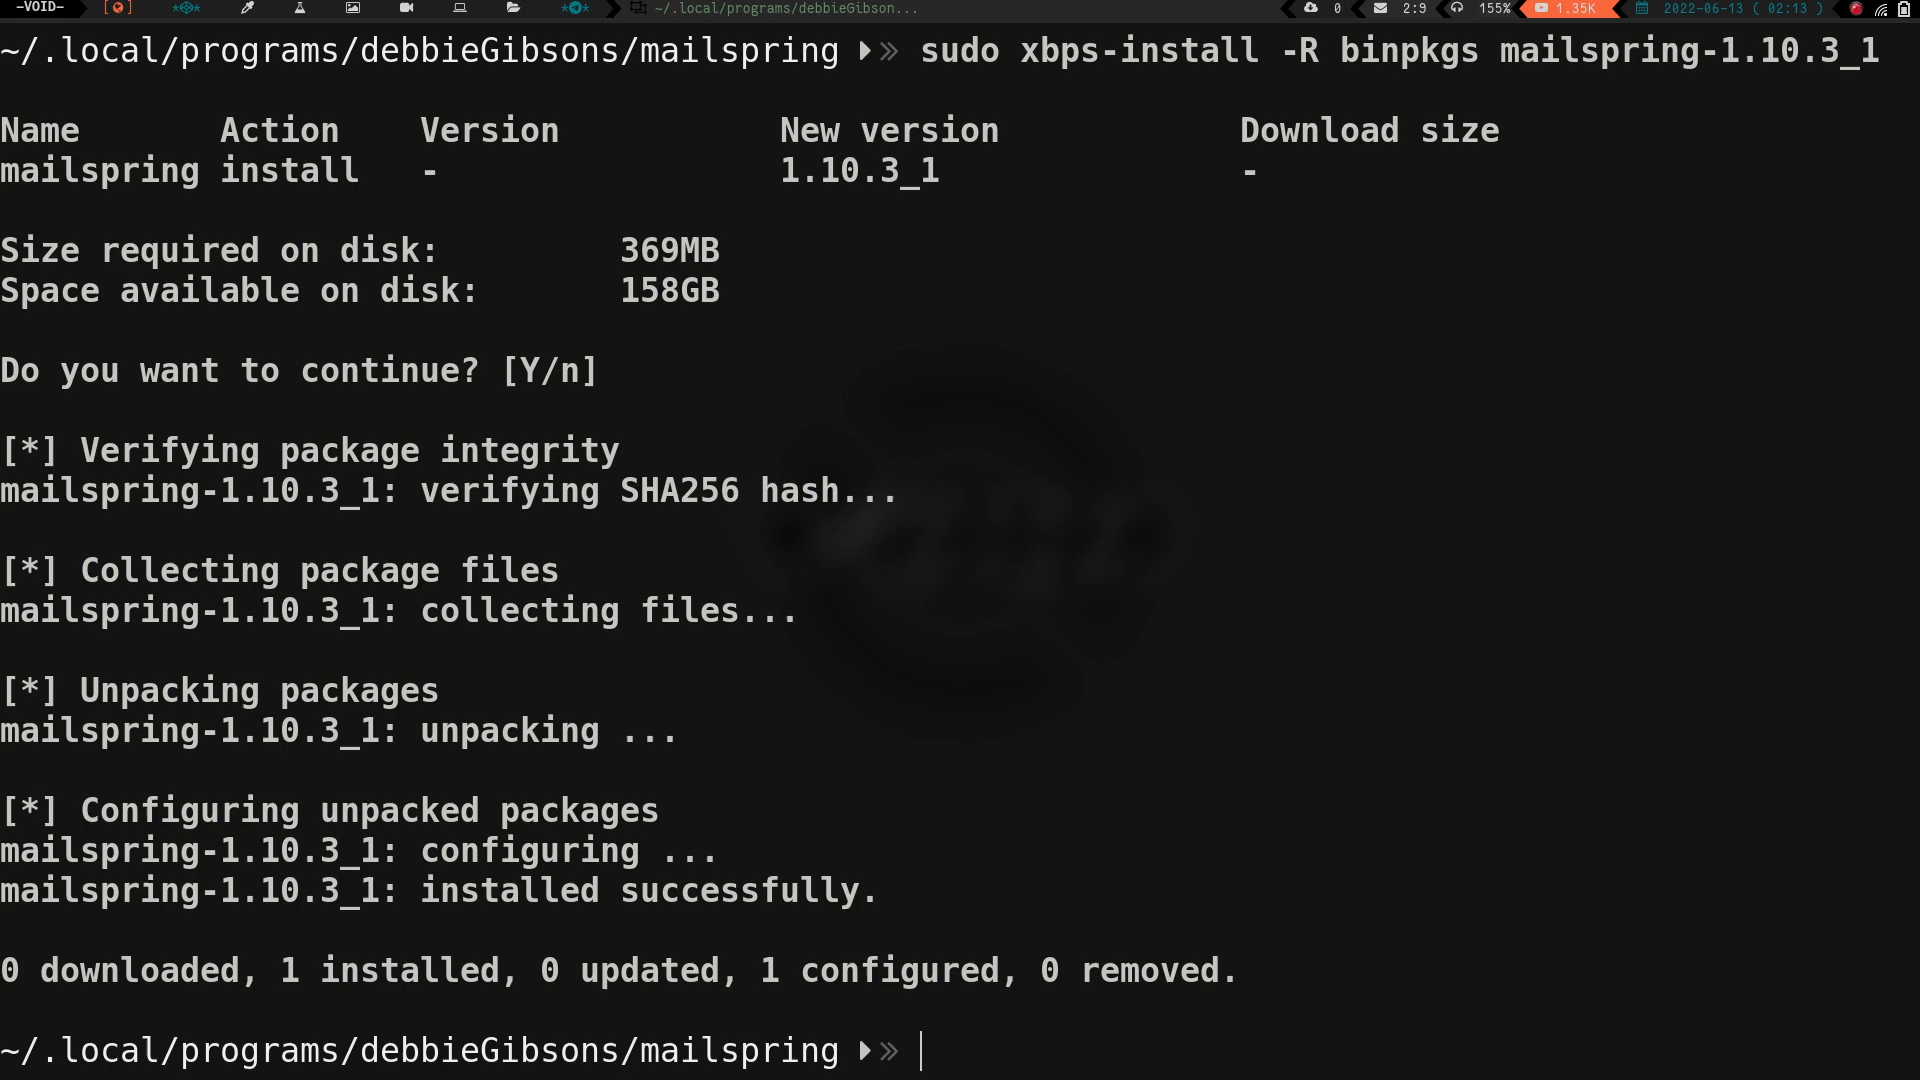 -VOID- [ ] ** ** ~/.local/programs/debbieGibson... 0 2:9 155% 1.35K 2022-06-13 ( 02:13 )
~/.local/programs/debbieGibsons/mailspring » sudo xbps-install -R binpkgs mailspring-1.10.3_1
Name Action Version New version Download size
mailspring install - 1.10.3_1 -
Size required on disk: 369MB
Space available on disk: 158GB
Do you want to continue? [Y/n]
[*] Verifying package integrity
mailspring-1.10.3_1: verifying SHA256 hash...
[*] Collecting package files
mailspring-1.10.3_1: collecting files...
[*] Unpacking packages
mailspring-1.10.3_1: unpacking ...
[*] Configuring unpacked packages
mailspring-1.10.3_1: configuring ...
mailspring-1.10.3_1: installed successfully.
0 downloaded, 1 installed, 0 updated, 1 configured, 0 removed.
~/.local/programs/debbieGibsons/mailspring »